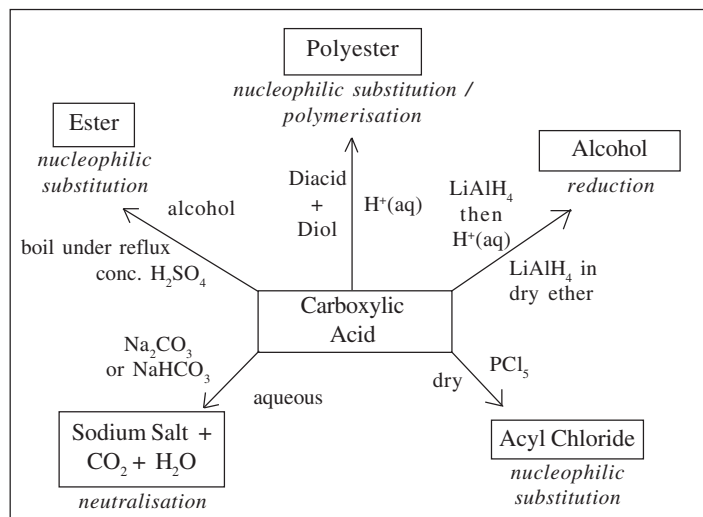 Polyester
nucleophilic substitution /
polymerisation
Ester
nucleophilic
substitution
Alcohol
reduction
alcohol
boil under reflux
conc. H₂SO₄
Diacid
+
Diol
H⁺(aq)
LiAlH₄
then
H⁺(aq)
LiAlH₄ in
dry ether
Carboxylic
Acid
Na₂CO₃
or NaHCO₃
aqueous
dry
PCl₅
Sodium Salt +
CO₂ + H₂O
neutralisation
Acyl Chloride
nucleophilic
substitution